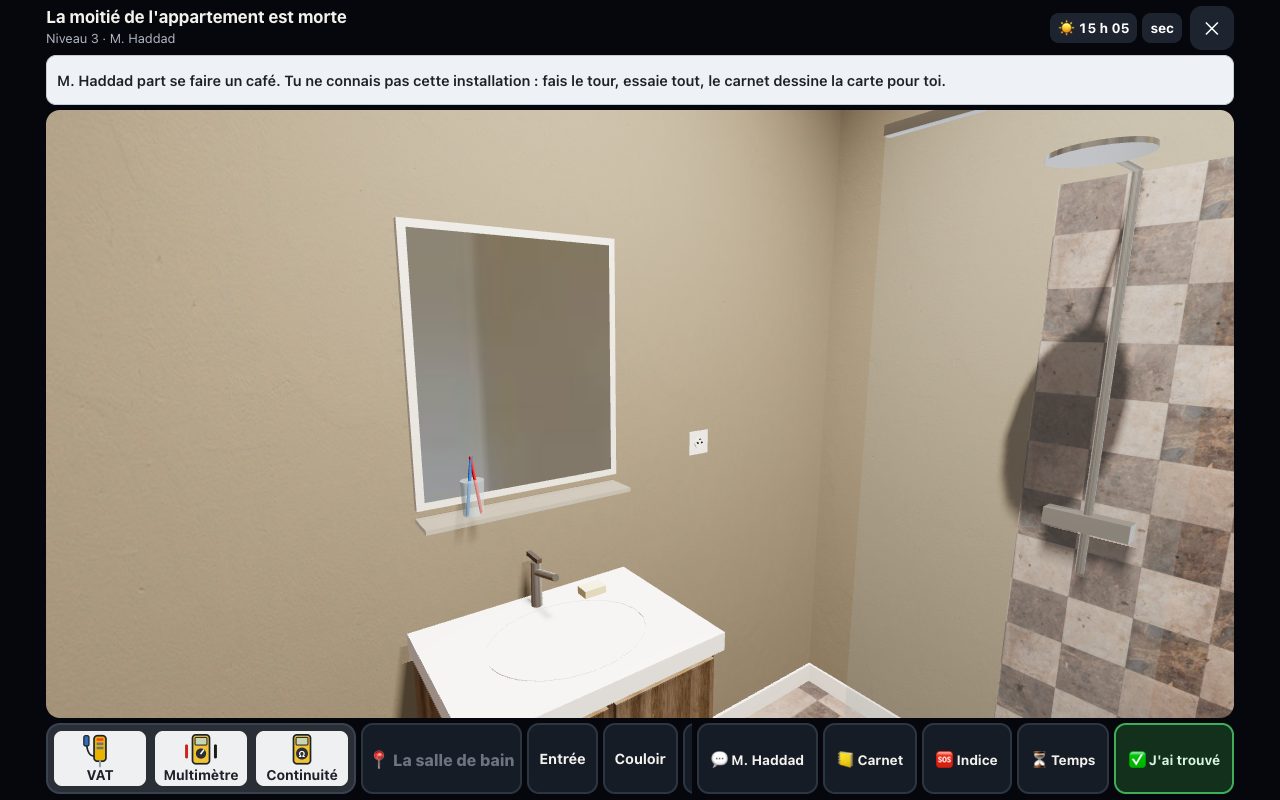 La moitié de l'appartement est morte
Niveau 3 · M. Haddad
15 h 05
sec
M. Haddad part se faire un café. Tu ne connais pas cette installation : fais le tour, essaie tout, le carnet dessine la carte pour toi.
VAT
Multimètre
Continuité
La salle de bain
Entrée
Couloir
M. Haddad
Carnet
SOS
Indice
Temps
J'ai trouvé